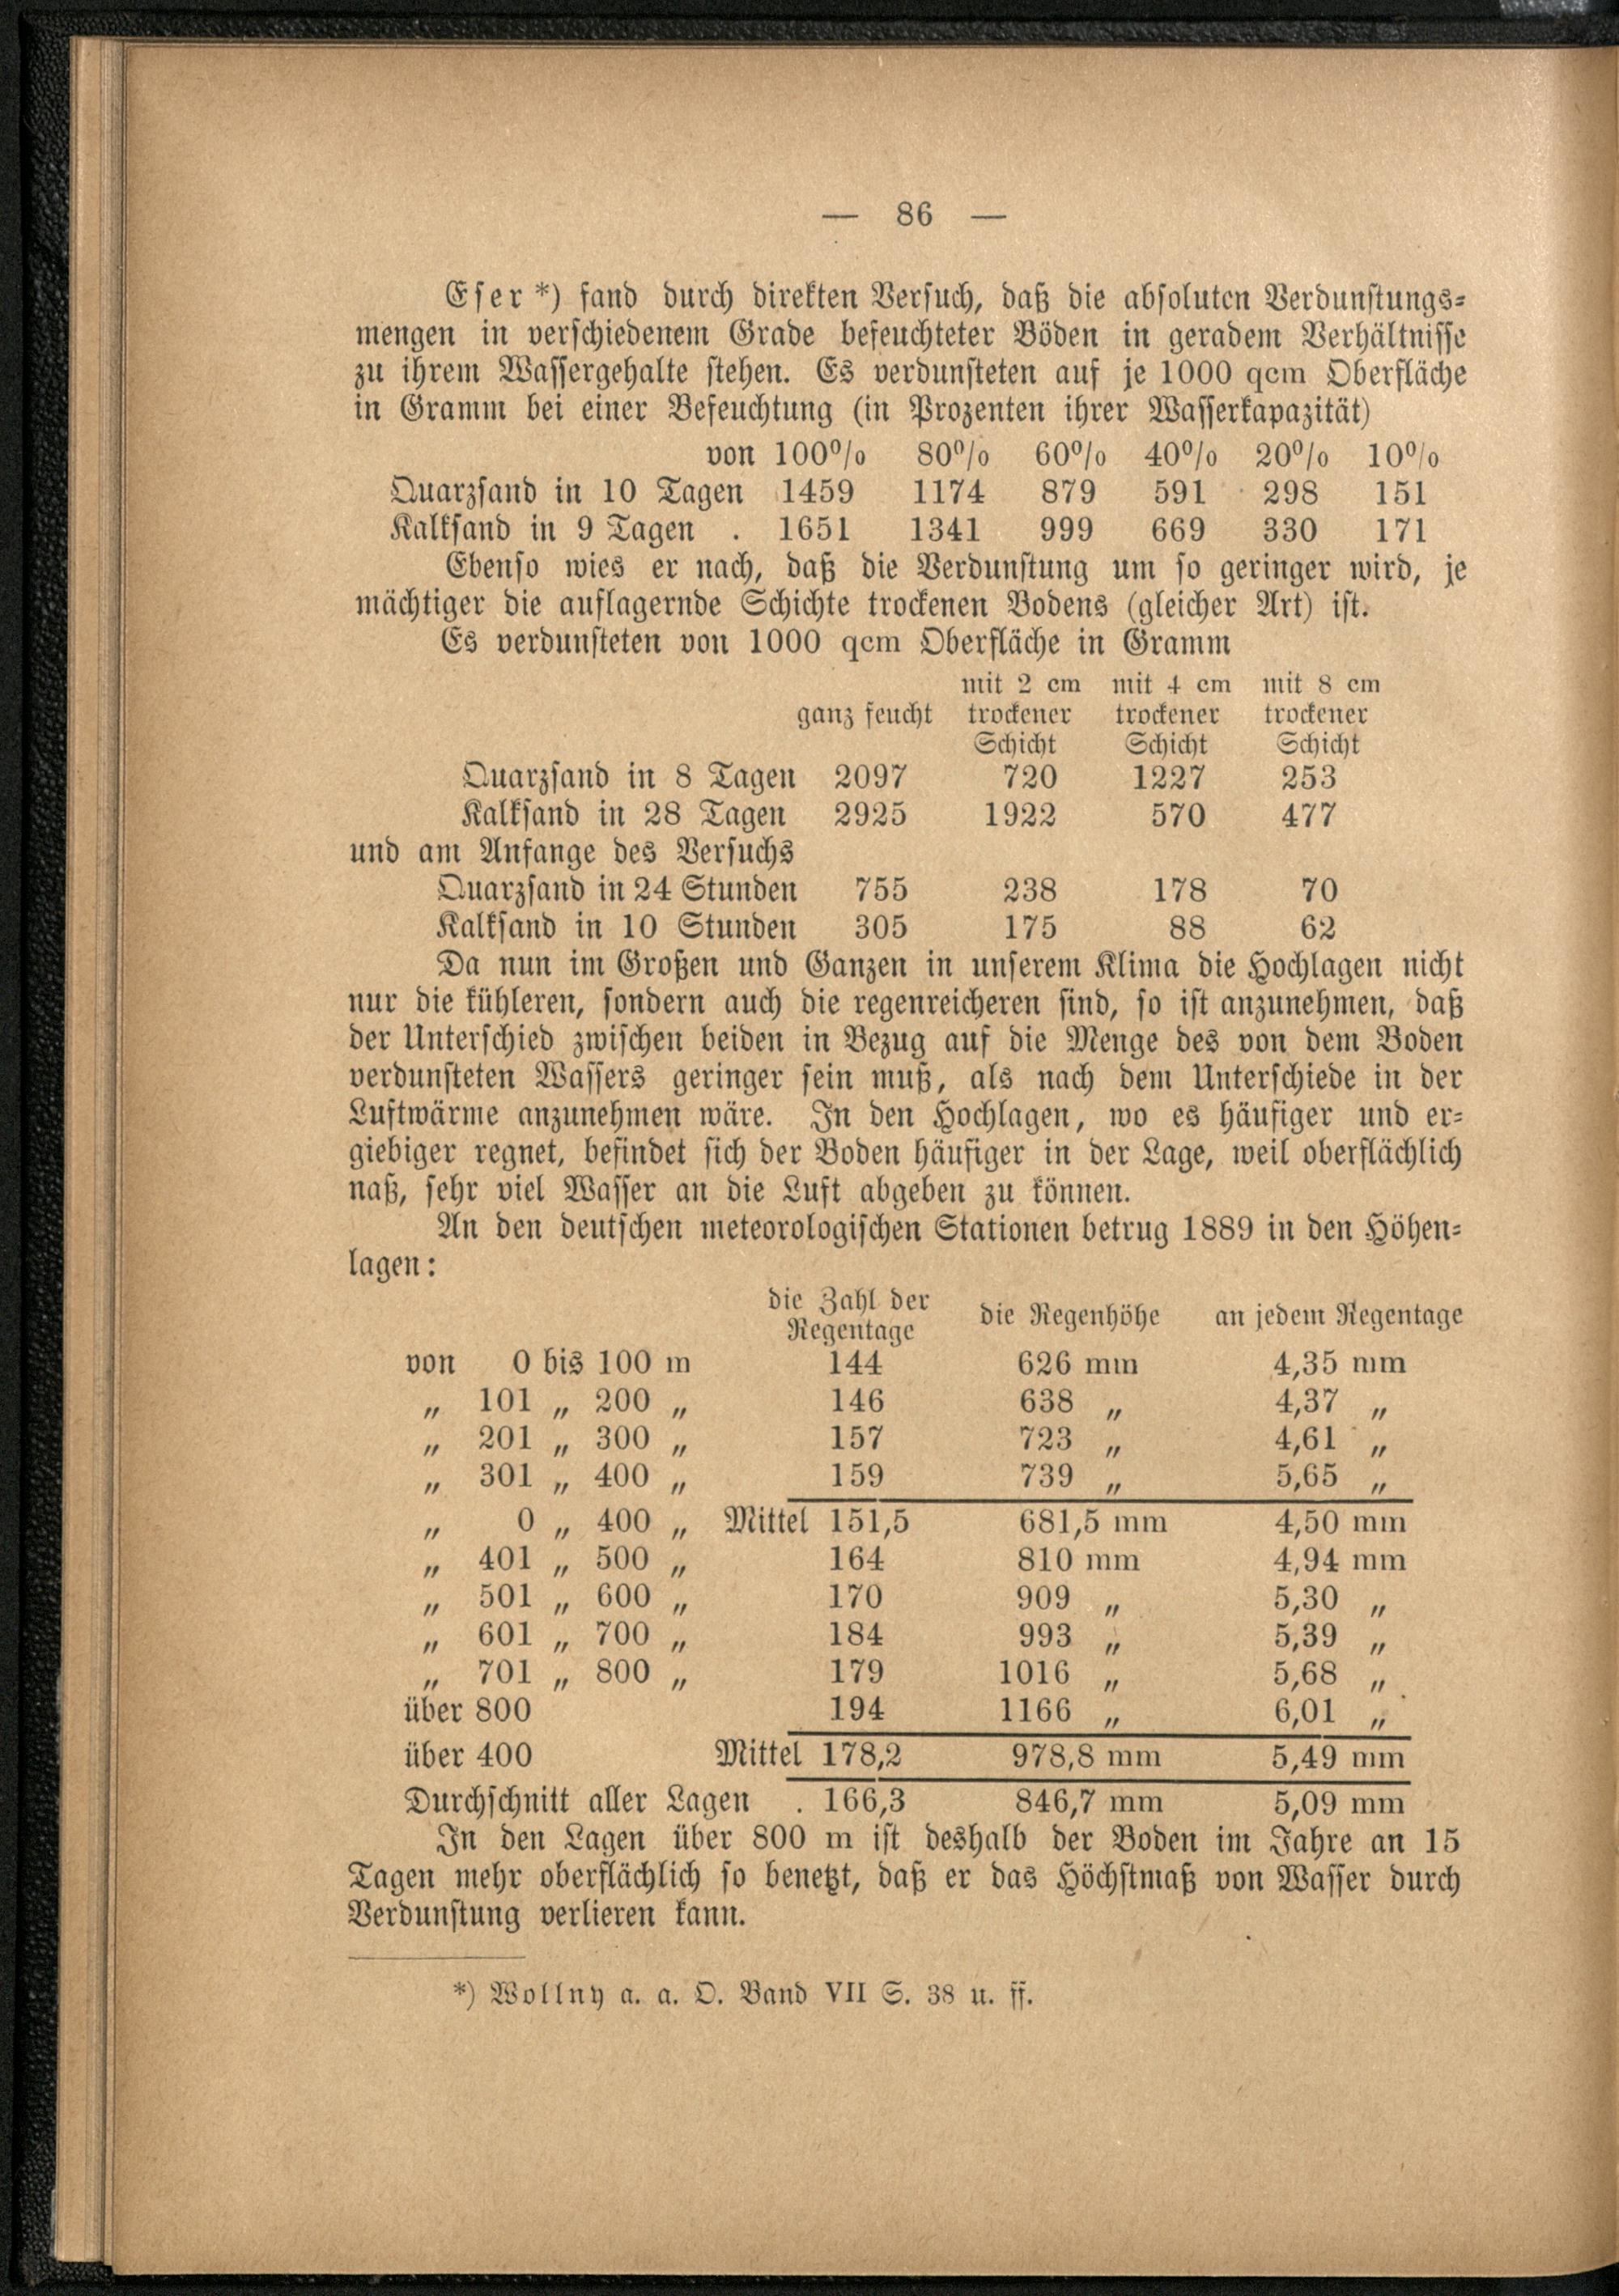 — 86 —
Eser *) fand durch direkten Versuch, daß die absoluten Verdunstungs-
mengen in verschiedenem Grade befeuchteter Böden in geradem Verhältnisse
zu ihrem Wassergehalte stehen. Es verdunsteten auf je 1000 qcm Oberfläche
in Gramm bei einer Befeuchtung (in Prozenten ihrer Wasserkapazität)
von 100% 80% 60% 40% 20% 10%
Quarzsand in 10 Tagen 1459 1174 879 591 298 151
Kalksand in 9 Tagen . 1651 1341 999 669 330 171
Ebenso wies er nach, daß die Verdunstung um so geringer wird, je
mächtiger die auflagernde Schichte trockenen Bodens (gleicher Art) ist.
Es verdunsteten von 1000 qcm Oberfläche in Gramm
mit 2 cm mit 4 cm mit 8 cm
ganz feucht trockener trockener trockener
Schicht Schicht Schicht
Quarzsand in 8 Tagen 2097 720 1227 253
Kalksand in 28 Tagen 2925 1922 570 477
und am Anfange des Versuchs
Quarzsand in 24 Stunden 755 238 178 70
Kalksand in 10 Stunden 305 175 88 62
Da nun im Großen und Ganzen in unserem Klima die Hochlagen nicht
nur die kühleren, sondern auch die regenreicheren sind, so ist anzunehmen, daß
der Unterschied zwischen beiden in Bezug auf die Menge des von dem Boden
verdunsteten Wassers geringer sein muß, als nach dem Unterschiede in der
Luftwärme anzunehmen wäre. In den Hochlagen, wo es häufiger und er-
giebiger regnet, befindet sich der Boden häufiger in der Lage, weil oberflächlich
naß, sehr viel Wasser an die Luft abgeben zu können.
An den deutschen meteorologischen Stationen betrug 1889 in den Höhen-
lagen:
die Zahl der
Regentage die Regenhöhe an jedem Regentage
von 0 bis 100 m 144 626 mm 4,35 mm
„ 101 „ 200 „ 146 638 „ 4,37 „
„ 201 „ 300 „ 157 723 „ 4,61 „
„ 301 „ 400 „ 159 739 „ 5,65 „
„ 0 „ 400 „ Mittel 151,5 681,5 mm 4,50 mm
„ 401 „ 500 „ 164 810 mm 4,94 mm
„ 501 „ 600 „ 170 909 „ 5,30 „
„ 601 „ 700 „ 184 993 „ 5,39 „
„ 701 „ 800 „ 179 1016 „ 5,68 „
über 800 194 1166 „ 6,01 „
über 400 Mittel 178,2 978,8 mm 5,49 mm
Durchschnitt aller Lagen . 166,3 846,7 mm 5,09 mm
In den Lagen über 800 m ist deshalb der Boden im Jahre an 15
Tagen mehr oberflächlich so benetzt, daß er das Höchstmaß von Wasser durch
Verdunstung verlieren kann.
*) Wollny a. a. O. Band VII S. 38 u. ff.